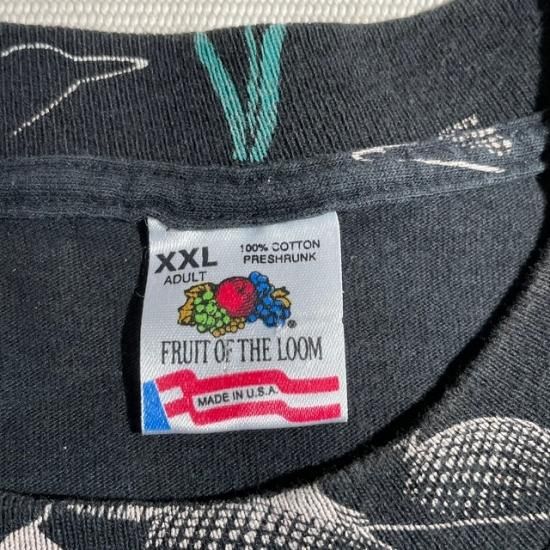 XXL
ADULT
100% COTTON
PRESHRUNK
®
FRUIT OF THE LOOM
MADE IN U.S.A.